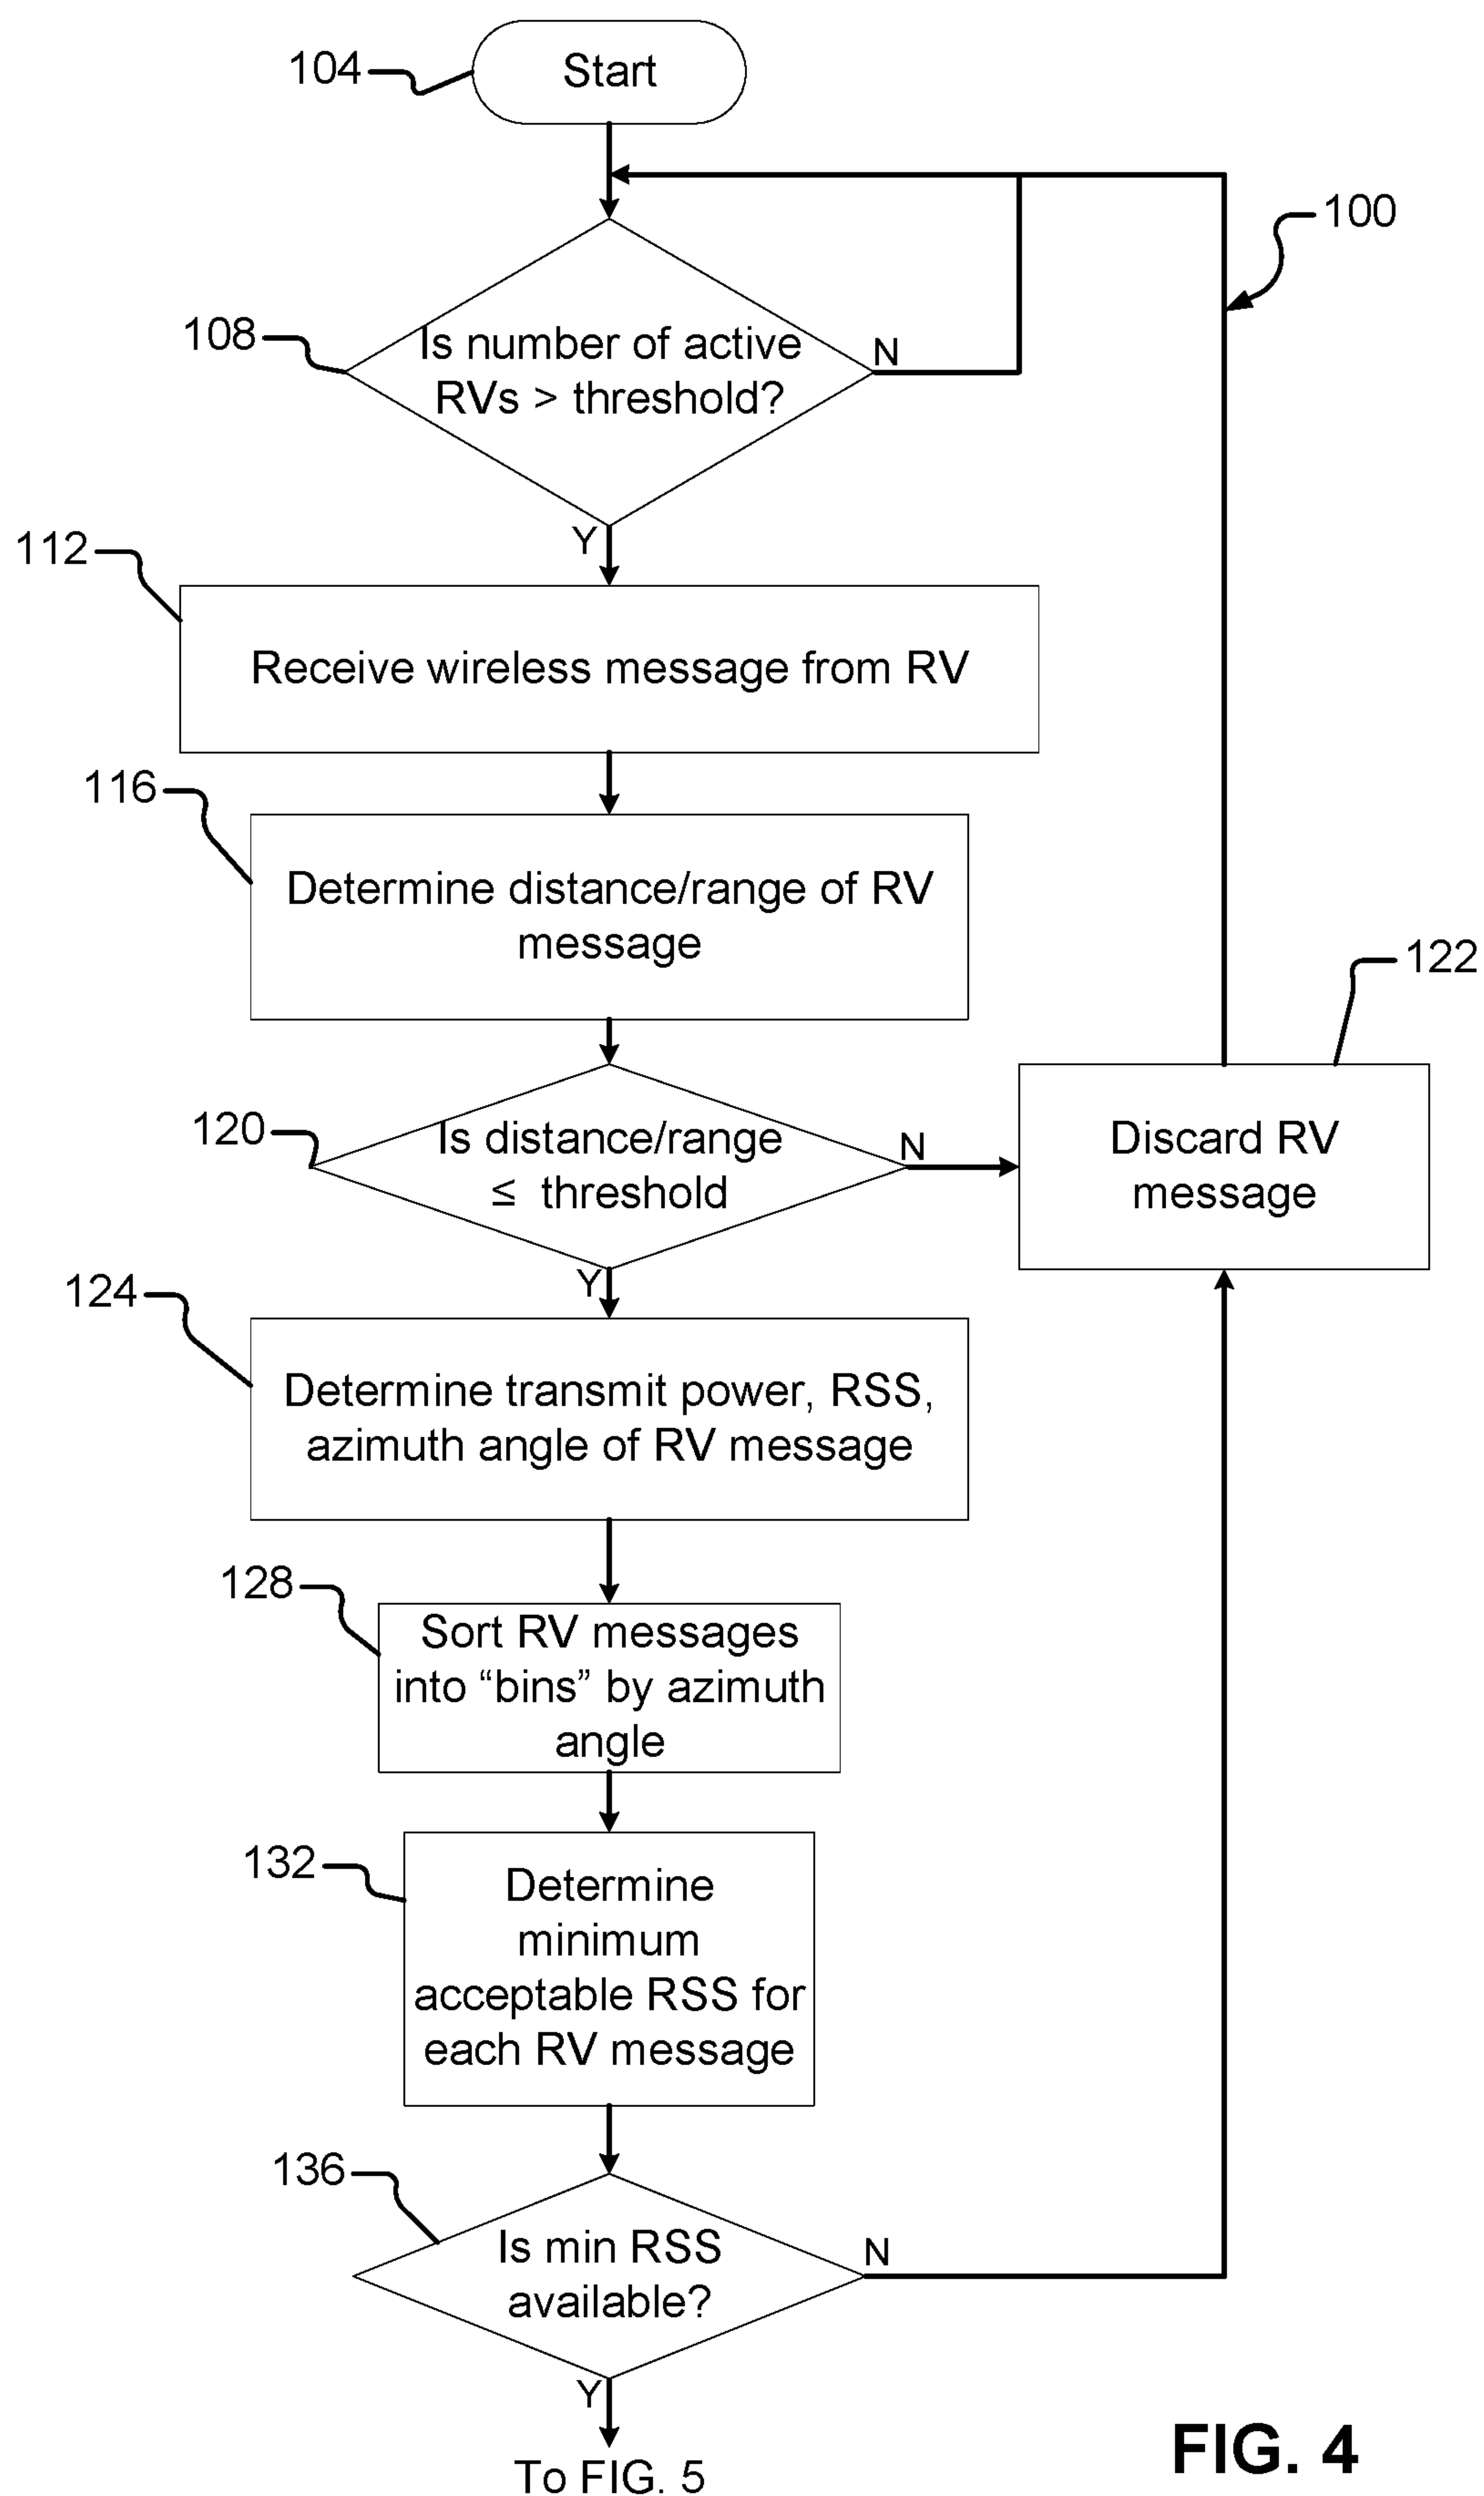 104
Start
100
108
Is number of active
RVs > threshold?
N
Y
112
Receive wireless message from RV
116
Determine distance/range of RV
message
122
120
Is distance/range
≤ threshold
N
Discard RV
message
Y
124
Determine transmit power, RSS,
azimuth angle of RV message
128
Sort RV messages
into “bins” by azimuth
angle
132
Determine
minimum
acceptable RSS for
each RV message
136
Is min RSS
available?
N
Y
To FIG. 5
FIG. 4